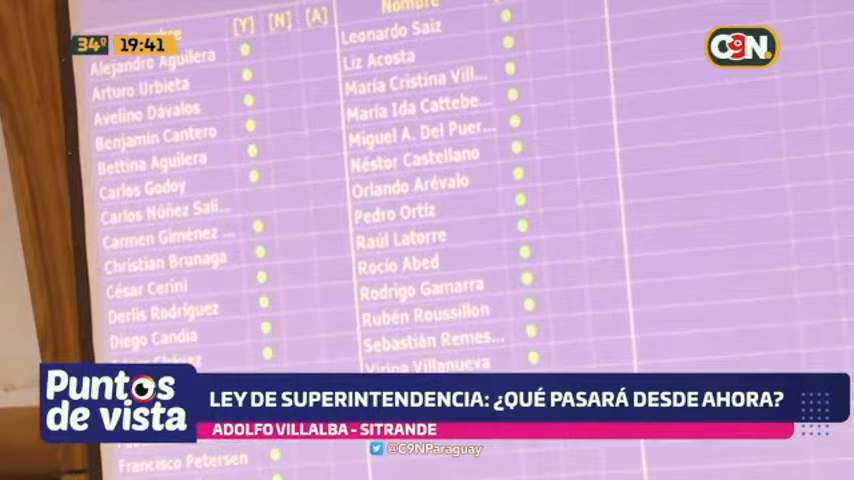 34º 19:41
C9N.
[Y] [N] [A]
Nombre
Alejandro Aguilera
Arturo Urbieta
Avelino Dávalos
Benjamín Cantero
Bettina Aguilera
Carlos Godoy
Carlos Núñez Sali...
Carmen Giménez ...
Christian Brunaga
César Cerini
Derlis Rodríguez
Diego Candia
Leonardo Saiz
Liz Acosta
María Cristina Vill...
María Ida Cattebe...
Miguel A. Del Puer...
Néstor Castellano
Orlando Arévalo
Pedro Ortíz
Raúl Latorre
Rocío Abed
Rodrigo Gamarra
Rubén Roussillon
Sebastián Remes...
Virina Villanueva
Francisco Petersen
Puntos
de vista
LEY DE SUPERINTENDENCIA: ¿QUÉ PASARÁ DESDE AHORA?
ADOLFO VILLALBA - SITRANDE
@C9NParaguay